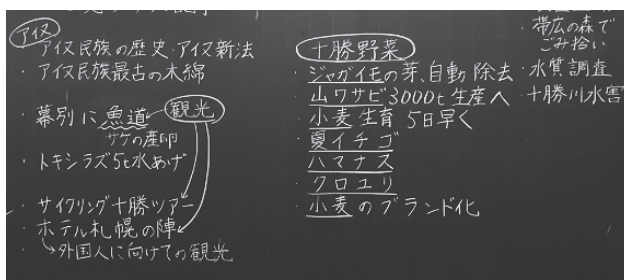 アイヌ
アイヌ民族の歴史・アイヌ新法
・アイヌ民族最古の木綿
観光
・幕別に魚道
サケの産卵
・トキシラズ5t水あげ
・サイクリング十勝ツアー
・ホテル札幌の陣
・↳外国人に向けての観光
十勝野菜
・ジャガイモの芽、自動除去
・山ワサビ3000t生産へ
・小麦生育 5日早く
・夏イチゴ
・ハマナス
・クロユリ
・小麦のブランド化
・帯広の森で
ごみ拾い
・水質調査
・十勝川水害